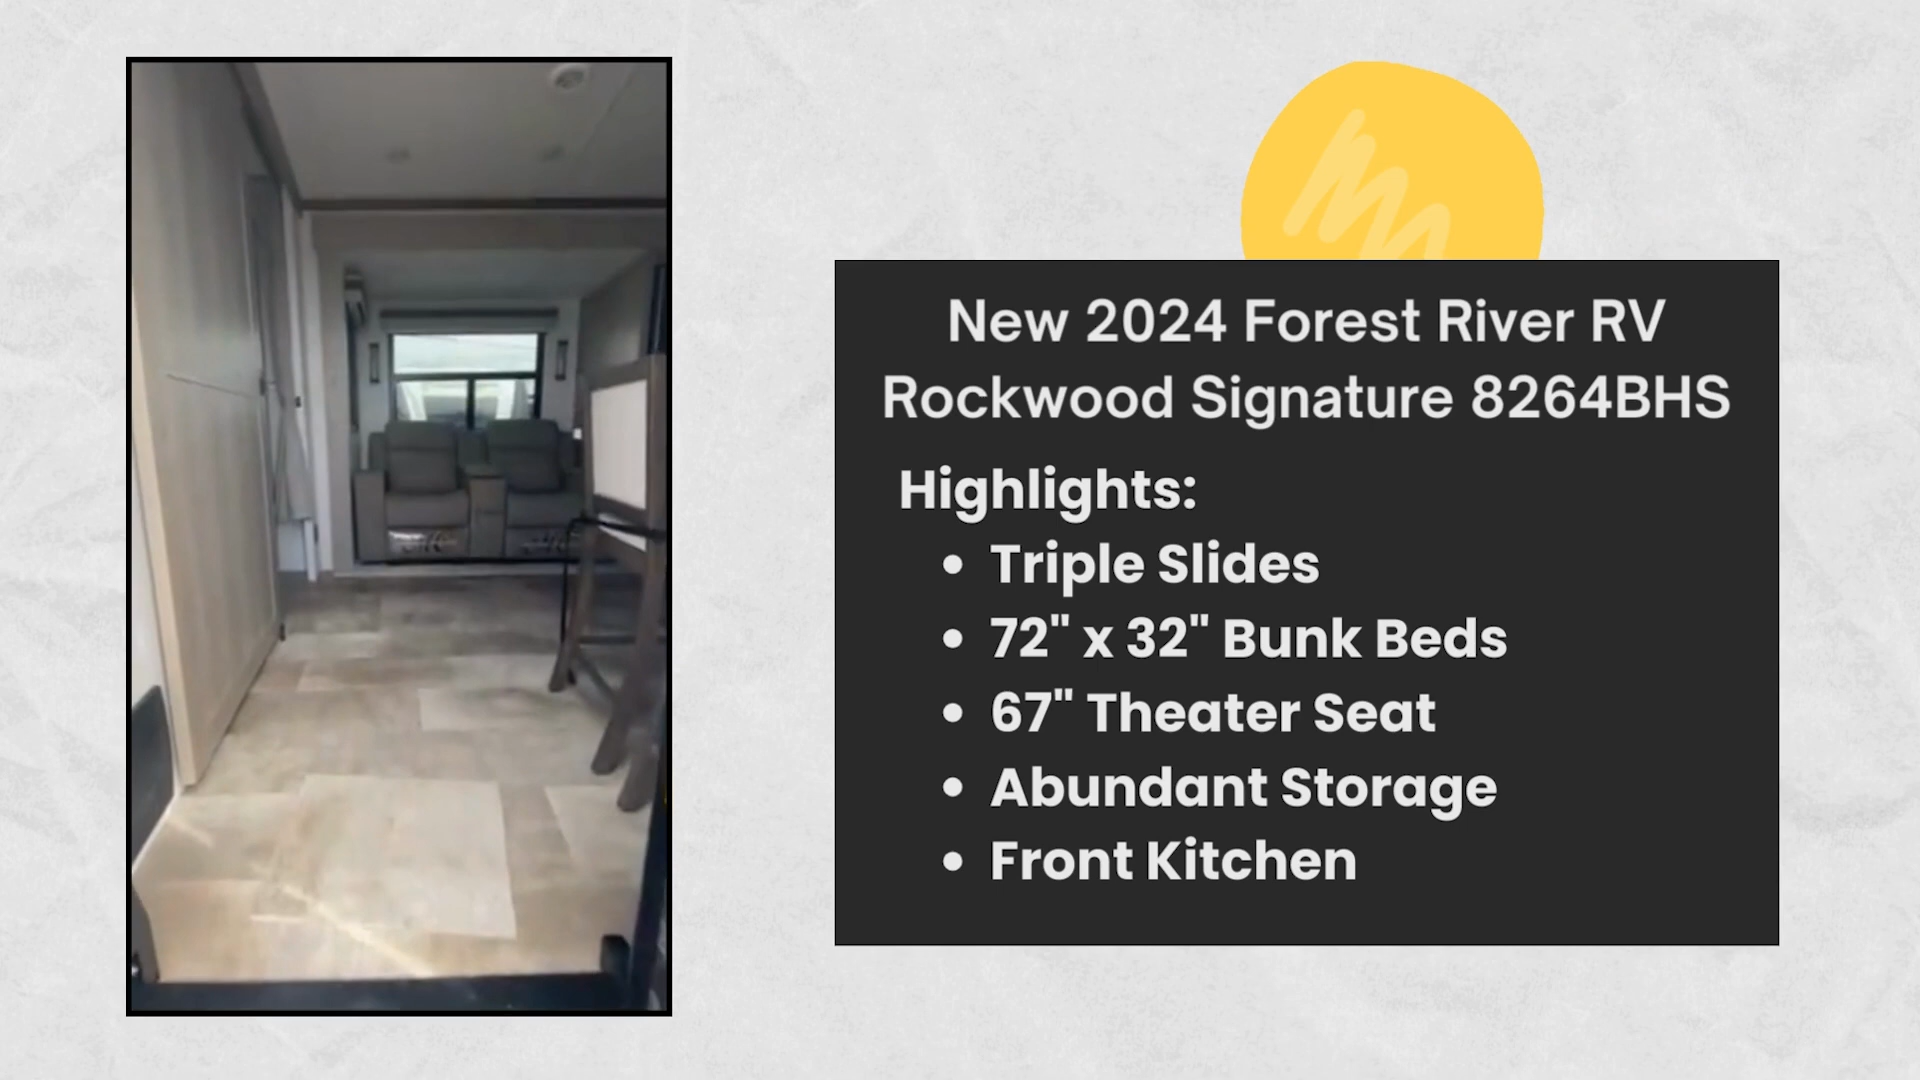 New 2024 Forest River RV
Rockwood Signature 8264BHS
Highlights:
• Triple Slides
• 72" x 32" Bunk Beds
• 67" Theater Seat
• Abundant Storage
• Front Kitchen